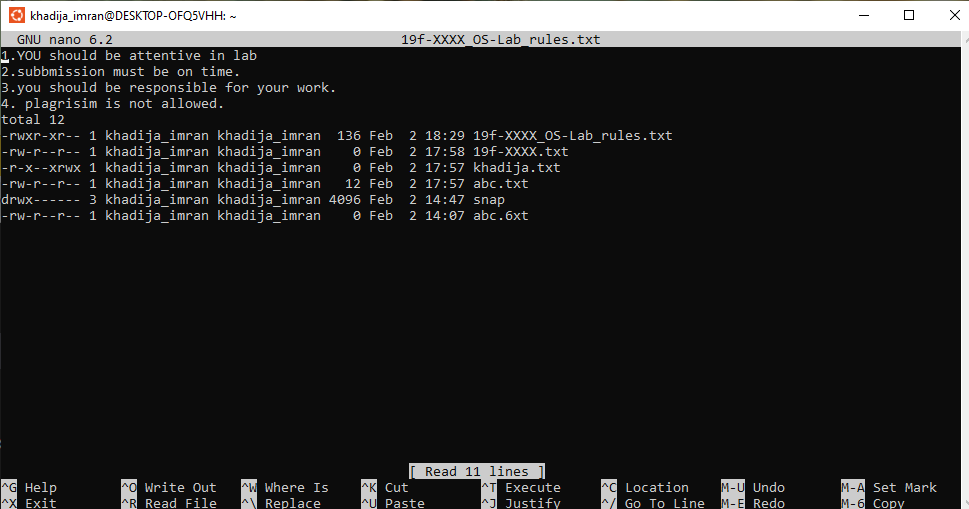 khadija_imran@DESKTOP-OFQ5VHH: ~
GNU nano 6.2 19f-XXXX_OS-Lab_rules.txt
1.YOU should be attentive in lab
2.subbmission must be on time.
3.you should be responsible for your work.
4. plagrisim is not allowed.
total 12
-rwxr-xr-- 1 khadija_imran khadija_imran  136 Feb  2 18:29 19f-XXXX_OS-Lab_rules.txt
-rw-r--r-- 1 khadija_imran khadija_imran    0 Feb  2 17:58 19f-XXXX.txt
-r-x--xrwx 1 khadija_imran khadija_imran    0 Feb  2 17:57 khadija.txt
-rw-r--r-- 1 khadija_imran khadija_imran   12 Feb  2 17:57 abc.txt
drwx------ 3 khadija_imran khadija_imran 4096 Feb  2 14:47 snap
-rw-r--r-- 1 khadija_imran khadija_imran    0 Feb  2 14:07 abc.6xt
[ Read 11 lines ]
^G Help ^O Write Out ^W Where Is ^K Cut ^T Execute ^C Location M-U Undo M-A Set Mark
^X Exit ^R Read File ^\ Replace ^U Paste ^J Justify ^/ Go To Line M-E Redo M-6 Copy